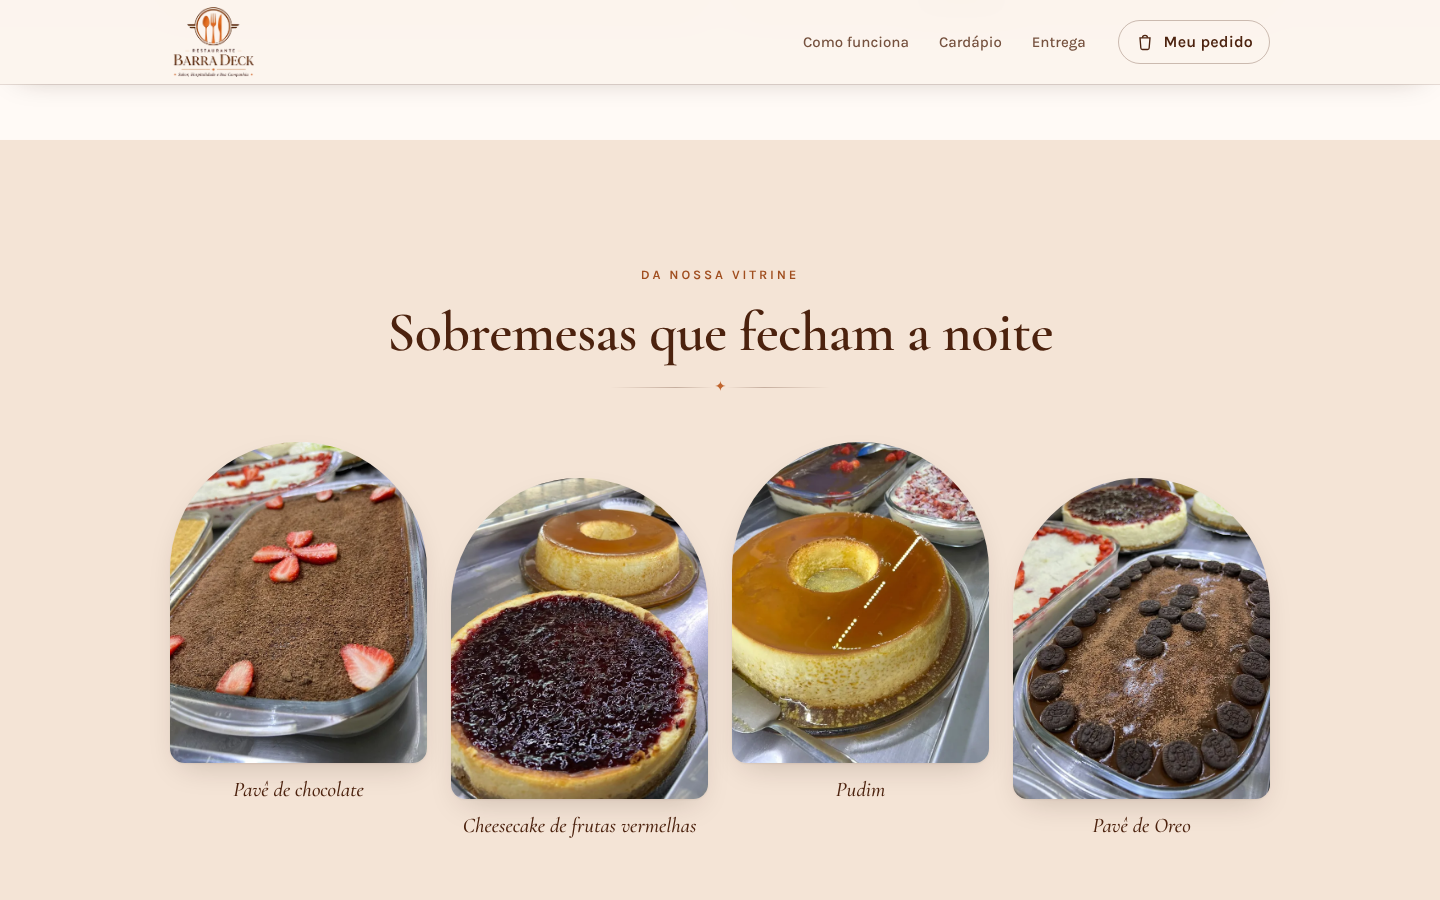 RESTAURANTE
BARRA DECK
Como funciona
Cardápio
Entrega
Meu pedido
DA NOSSA VITRINE
Sobremesas que fecham a noite
Pavê de chocolate
Cheesecake de frutas vermelhas
Pudim
Pavê de Oreo